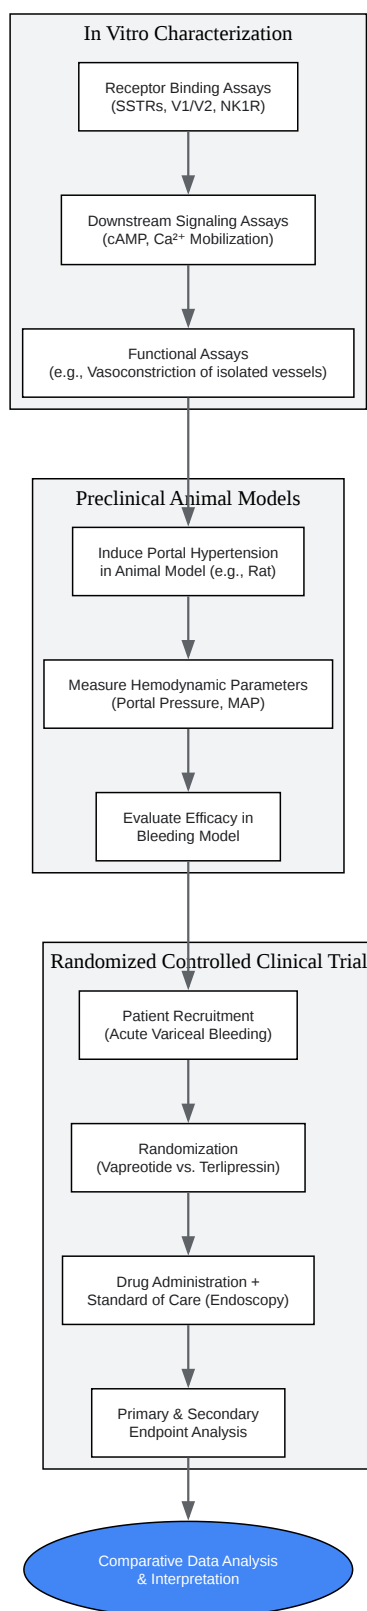 In Vitro Characterization
Receptor Binding Assays
(SSTRs, V1/V2, NK1R)
Downstream Signaling Assays
(cAMP, Ca²⁺ Mobilization)
Functional Assays
(e.g., Vasoconstriction of isolated vessels)
Preclinical Animal Models
Induce Portal Hypertension
in Animal Model (e.g., Rat)
Measure Hemodynamic Parameters
(Portal Pressure, MAP)
Evaluate Efficacy in
Bleeding Model
Randomized Controlled Clinical Trial
Patient Recruitment
(Acute Variceal Bleeding)
Randomization
(Vapreotide vs. Terlipressin)
Drug Administration +
Standard of Care (Endoscopy)
Primary & Secondary
Endpoint Analysis
Comparative Data Analysis
& Interpretation